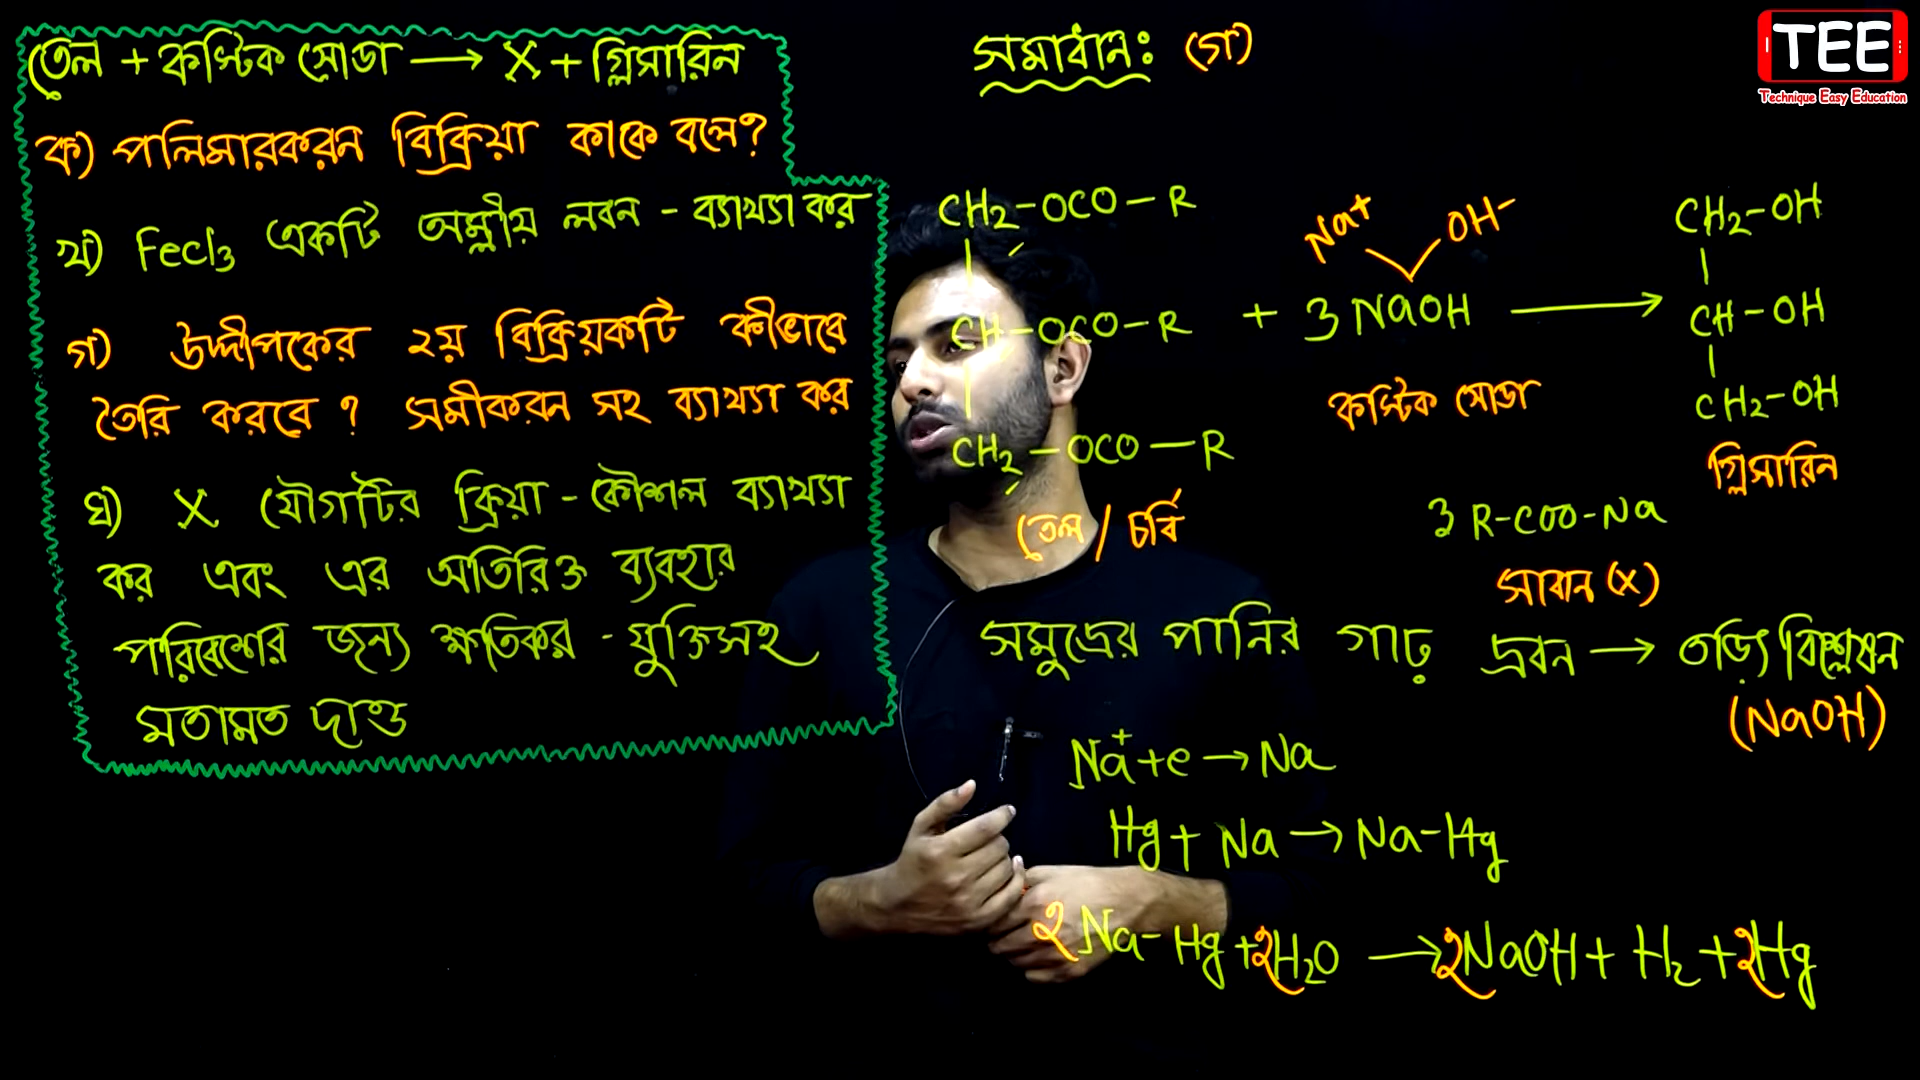 তেল + কস্টিক সোডা → X + গ্লিসারিন
ক) পলিমারকরন বিক্রিয়া কাকে বলে?
খ) FeCl₃ একটি অম্লীয় লবন - ব্যাখ্যা কর
গ) উদ্দীপকের ২য় বিক্রিয়কটি কীভাবে
তৈরি করবে ? সমীকরন সহ ব্যাখ্যা কর
ঘ) X যৌগটির ক্রিয়া - কৌশল ব্যাখ্যা
কর এবং এর অতিরিক্ত ব্যবহার
পরিবেশের জন্য ক্ষতিকর - যুক্তিসহ
মতামত দাও
সমাধান: (গ)
CH₂-OCO-R
CH-OCO-R
CH₂-OCO-R
তেল / চর্বি
Na⁺ OH⁻
+ 3 NaOH →
কস্টিক সোডা
CH₂-OH
CH-OH
CH₂-OH
গ্লিসারিন
3 R-COO-Na
সাবান (X)
সমুদ্রের পানির গাঢ় দ্রবন → তড়িৎ বিশ্লেষন
(NaOH)
Na⁺+e → Na
Hg + Na → Na-Hg
2Na-Hg + 2H₂O → 2NaOH + H₂ + 2Hg
TEE
Technique Easy Education